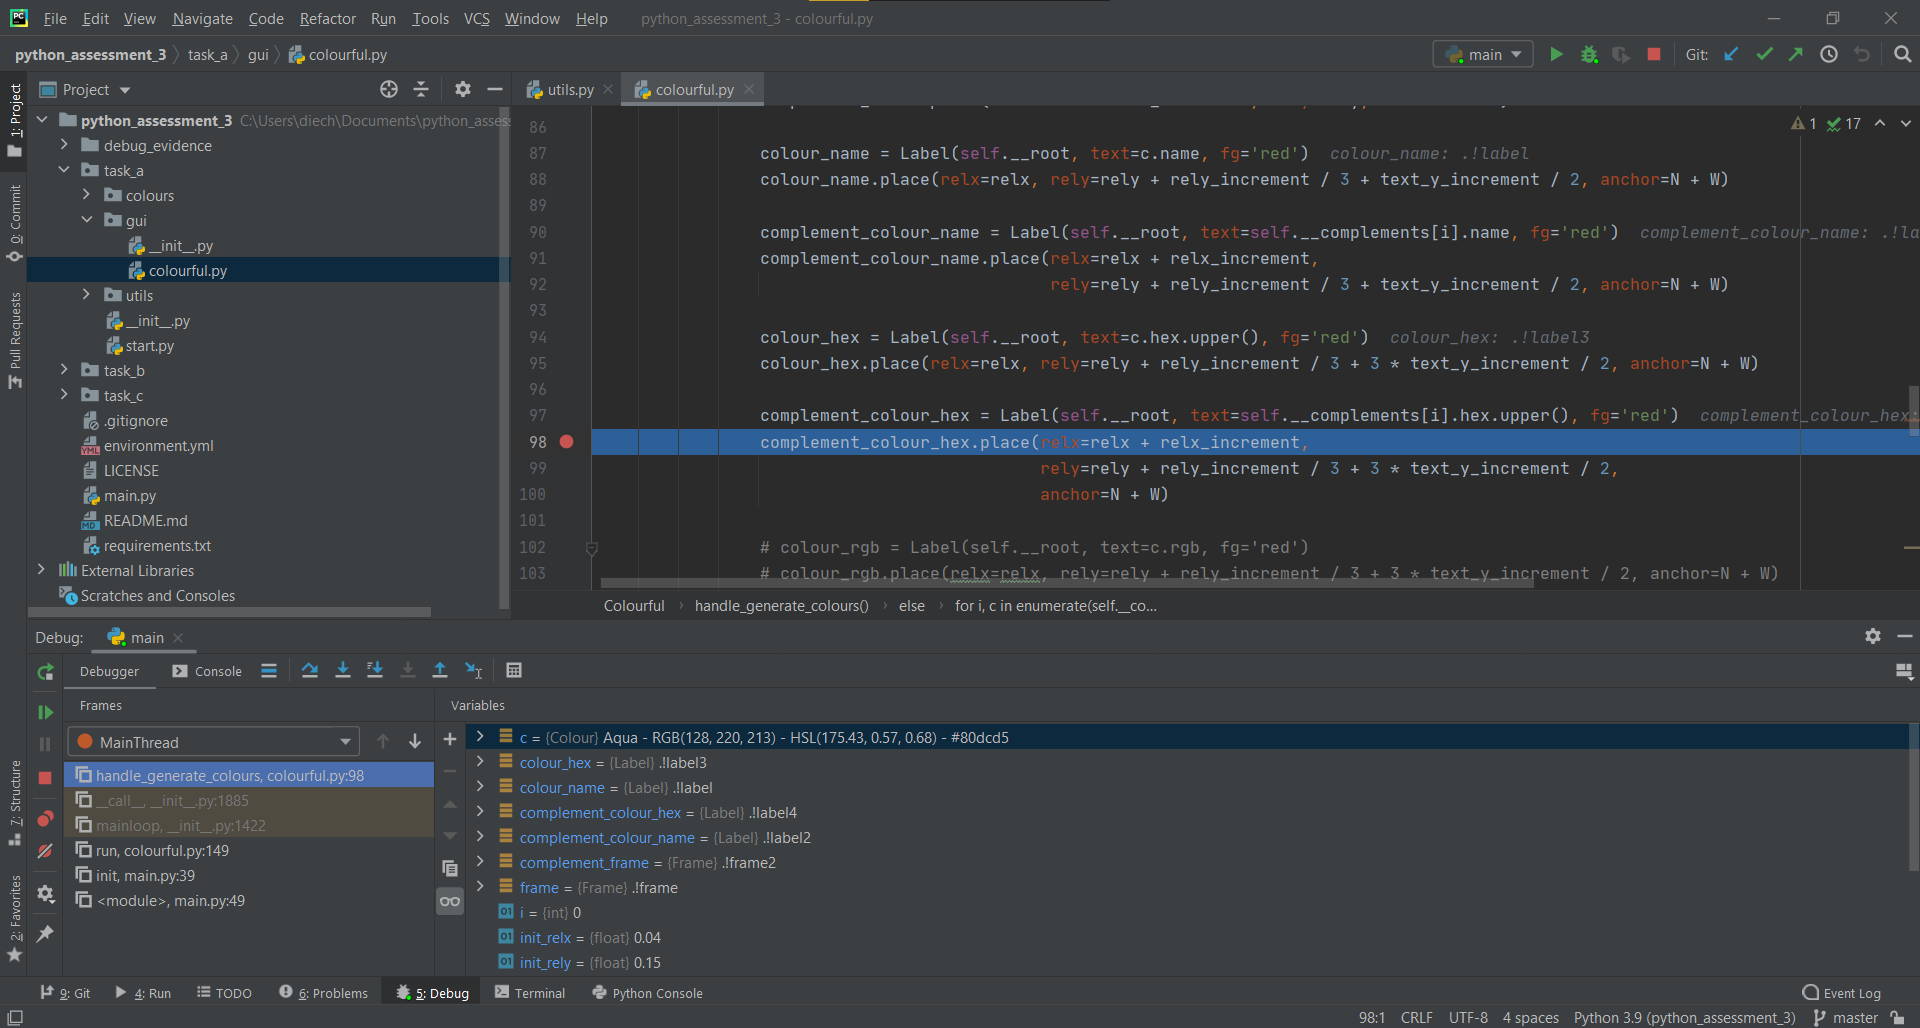 File Edit View Navigate Code Refactor Run Tools VCS Window Help python_assessment_3 - colourful.py
python_assessment_3 task_a gui colourful.py main Git:
1: Project
0: Commit
Pull Requests
7: Structure
2: Favorites
Project
python_assessment_3 C:\Users\diech\Documents\python_asses
debug_evidence
task_a
colours
gui
__init__.py
colourful.py
utils
__init__.py
start.py
task_b
task_c
.gitignore
environment.yml
LICENSE
main.py
README.md
requirements.txt
External Libraries
Scratches and Consoles
utils.py colourful.py
1 17
86
87 colour_name = Label(self.__root, text=c.name, fg='red') colour_name: .!label
88 colour_name.place(relx=relx, rely=rely + rely_increment / 3 + text_y_increment / 2, anchor=N + W)
89
90 complement_colour_name = Label(self.__root, text=self.__complements[i].name, fg='red') complement_colour_name: .!la
91 complement_colour_name.place(relx=relx + relx_increment,
92 rely=rely + rely_increment / 3 + text_y_increment / 2, anchor=N + W)
93
94 colour_hex = Label(self.__root, text=c.hex.upper(), fg='red') colour_hex: .!label3
95 colour_hex.place(relx=relx, rely=rely + rely_increment / 3 + 3 * text_y_increment / 2, anchor=N + W)
96
97 complement_colour_hex = Label(self.__root, text=self.__complements[i].hex.upper(), fg='red') complement_colour_hex:
98 complement_colour_hex.place(relx=relx + relx_increment,
99 rely=rely + rely_increment / 3 + 3 * text_y_increment / 2,
100 anchor=N + W)
101
102 # colour_rgb = Label(self.__root, text=c.rgb, fg='red')
103 # colour_rgb.place(relx=relx, rely=rely + rely_increment / 3 + 3 * text_y_increment / 2, anchor=N + W)
Colourful handle_generate_colours() else for i, c in enumerate(self.__co...
Debug: main
Debugger Console
Frames
MainThread
handle_generate_colours, colourful.py:98
__call__, __init__.py:1885
mainloop, __init__.py:1422
run, colourful.py:149
init, main.py:39
<module>, main.py:49
Variables
c = {Colour} Aqua - RGB(128, 220, 213) - HSL(175.43, 0.57, 0.68) - #80dcd5
colour_hex = {Label} .!label3
colour_name = {Label} .!label
complement_colour_hex = {Label} .!label4
complement_colour_name = {Label} .!label2
complement_frame = {Frame} .!frame2
frame = {Frame} .!frame
i = {int} 0
init_relx = {float} 0.04
init_rely = {float} 0.15
9: Git 4: Run TODO 6: Problems 5: Debug Terminal Python Console Event Log
98:1 CRLF UTF-8 4 spaces Python 3.9 (python_assessment_3) master